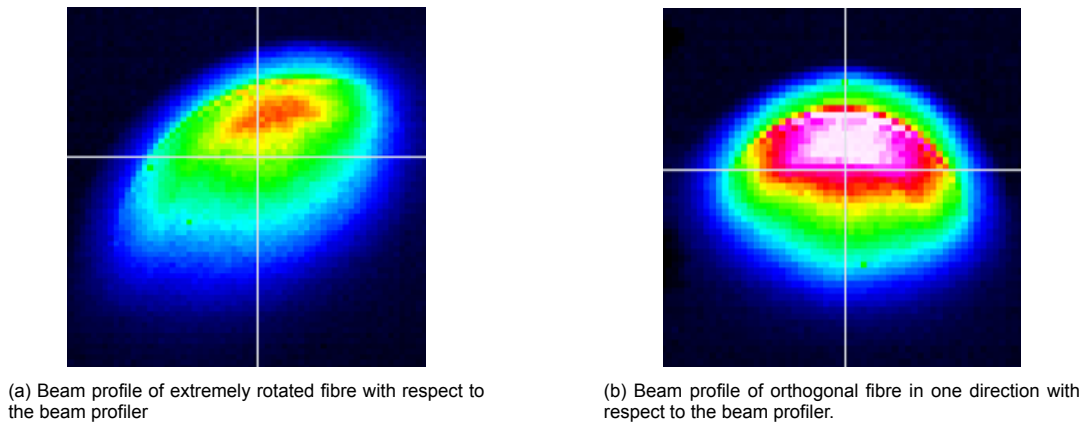 (a) Beam profile of extremely rotated fibre with respect to
the beam profiler
(b) Beam profile of orthogonal fibre in one direction with
respect to the beam profiler.